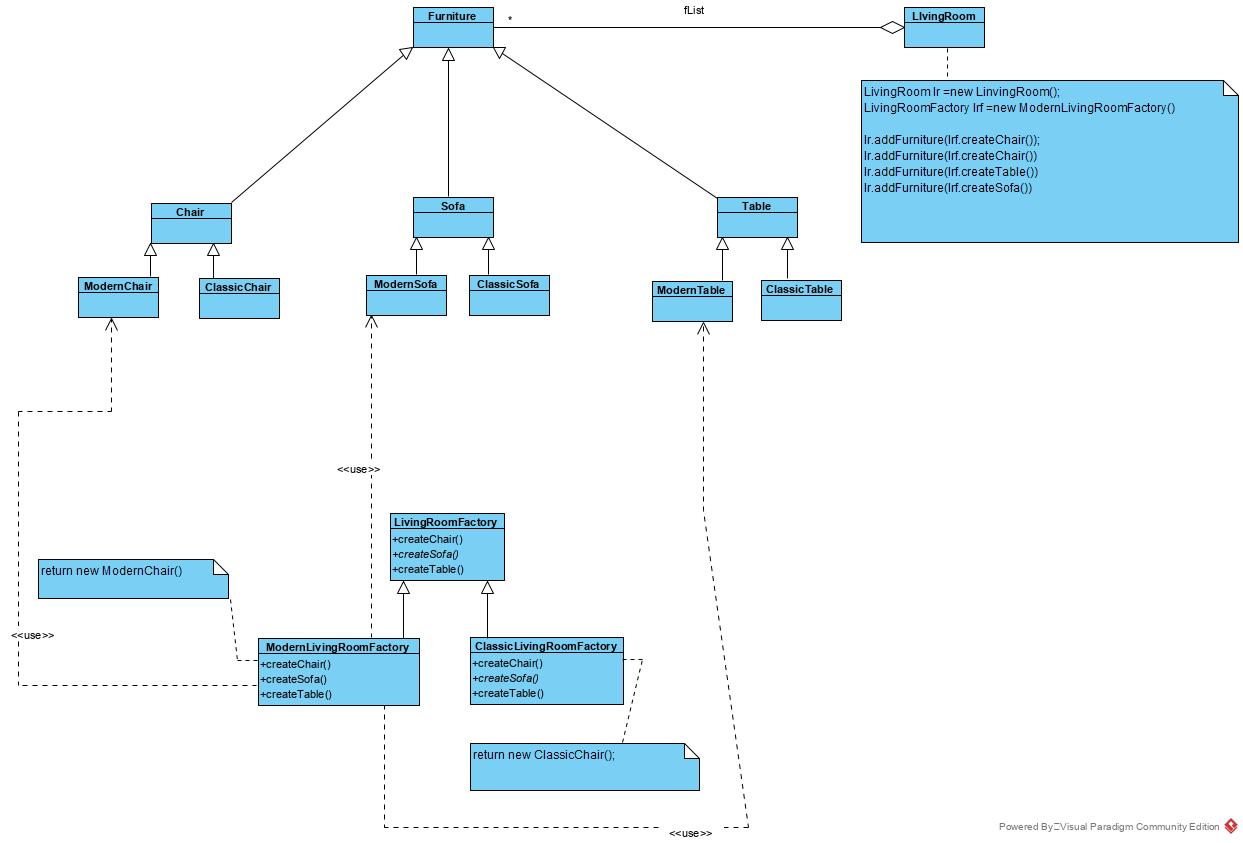 Furniture
*
fList
LIvingRoom
LivingRoom lr =new LinvingRoom();
LivingRoomFactory lrf =new ModernLivingRoomFactory()
lr.addFurniture(lrf.createChair());
lr.addFurniture(lrf.createChair())
lr.addFurniture(lrf.createTable())
lr.addFurniture(lrf.createSofa())
Chair
Sofa
Table
ModernChair
ClassicChair
ModernSofa
ClassicSofa
ModernTable
ClassicTable
<<use>>
LivingRoomFactory
+createChair()
+createSofa()
+createTable()
return new ModernChair()
<<use>>
ModernLivingRoomFactory
+createChair()
+createSofa()
+createTable()
ClassicLivingRoomFactory
+createChair()
+createSofa()
+createTable()
return new ClassicChair();
<<use>>
Powered By Visual Paradigm Community Edition